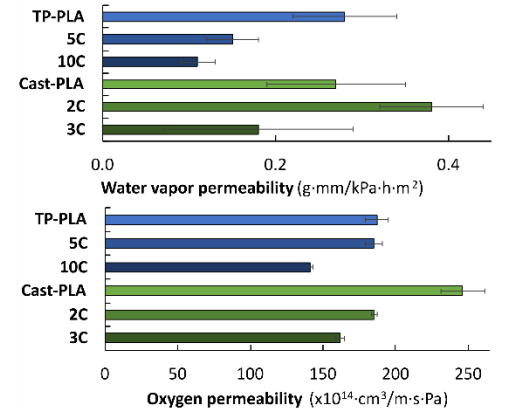 TP-PLA
5C
10C
Cast-PLA
2C
3C
0.0 0.2 0.4
Water vapor permeability (g·mm/kPa·h·m²)
TP-PLA
5C
10C
Cast-PLA
2C
3C
0 50 100 150 200 250
Oxygen permeability (x10¹⁴·cm³/m·s·Pa)